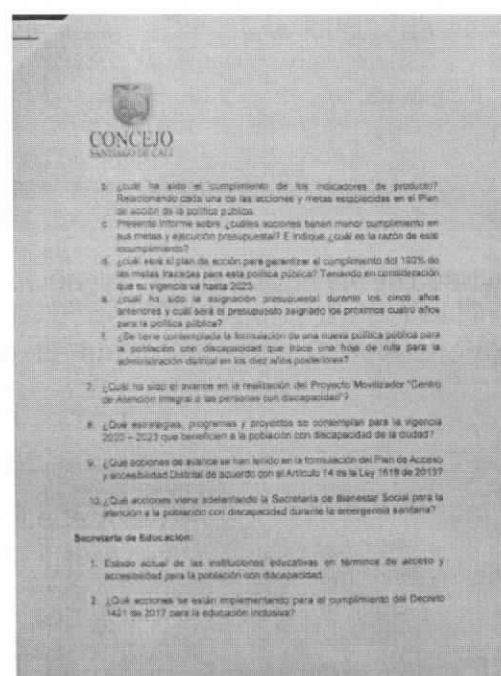 CONCEJO
SANTIAGO DE CALI
b. ¿cuál ha sido el cumplimiento de los indicadores de producto?
Relacionando cada una de las acciones y metas establecidas en el Plan
de acción de la política pública.
c. Presente informe sobre ¿cuáles acciones tienen menor cumplimiento en
sus metas y ejecución presupuestal? E indique ¿cuál es la razón de este
incumplimiento?
d. ¿cuál será el plan de acción para garantizar el cumplimiento del 100% de
las metas trazadas para esta política pública? Teniendo en consideración
que su vigencia va hasta 2023.
e. ¿cuál ha sido la asignación presupuestal durante los cinco años
anteriores y cuál será el presupuesto asignado los próximos cuatro años
para la política pública?
f. ¿Se tiene contemplada la formulación de una nueva política pública para
la población con discapacidad que trace una hoja de ruta para la
administración distrital en los diez años posteriores?
7. ¿Cuál ha sido el avance en la realización del Proyecto Movilizador "Centro
de Atención Integral a las personas con discapacidad"?
8. ¿Qué estrategias, programas y proyectos se contemplan para la vigencia
2020 – 2023 que beneficien a la población con discapacidad de la ciudad?
9. ¿Qué acciones de avance se han tenido en la formulación del Plan de Acceso
y accesibilidad Distrital de acuerdo con el Artículo 14 de la Ley 1618 de 2013?
10. ¿Qué acciones viene adelantando la Secretaría de Bienestar Social para la
atención a la población con discapacidad durante la emergencia sanitaria?
Secretaría de Educación:
1. Estado actual de las instituciones educativas en términos de acceso y
accesibilidad para la población con discapacidad.
2. ¿Qué acciones se están implementando para el cumplimiento del Decreto
1421 de 2017 para la educación inclusiva?